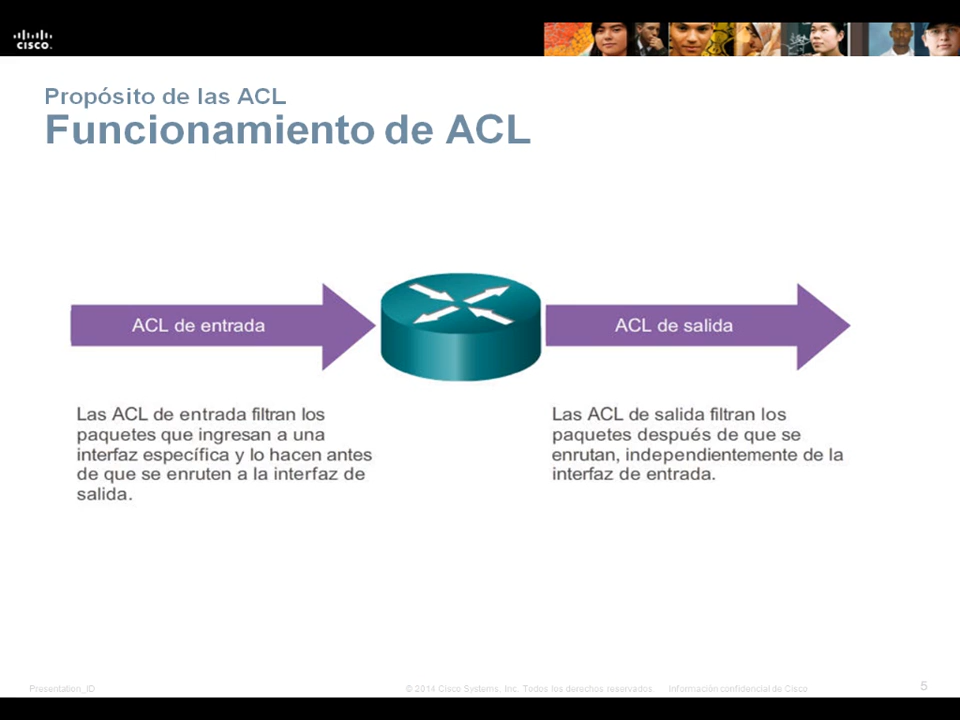 CISCO.
Propósito de las ACL
Funcionamiento de ACL
ACL de entrada
ACL de salida
Las ACL de entrada filtran los
paquetes que ingresan a una
interfaz específica y lo hacen antes
de que se enruten a la interfaz de
salida.
Las ACL de salida filtran los
paquetes después de que se
enrutan, independientemente de la
interfaz de entrada.
Presentation_ID
© 2014 Cisco Systems, Inc. Todos los derechos reservados.
Información confidencial de Cisco
5